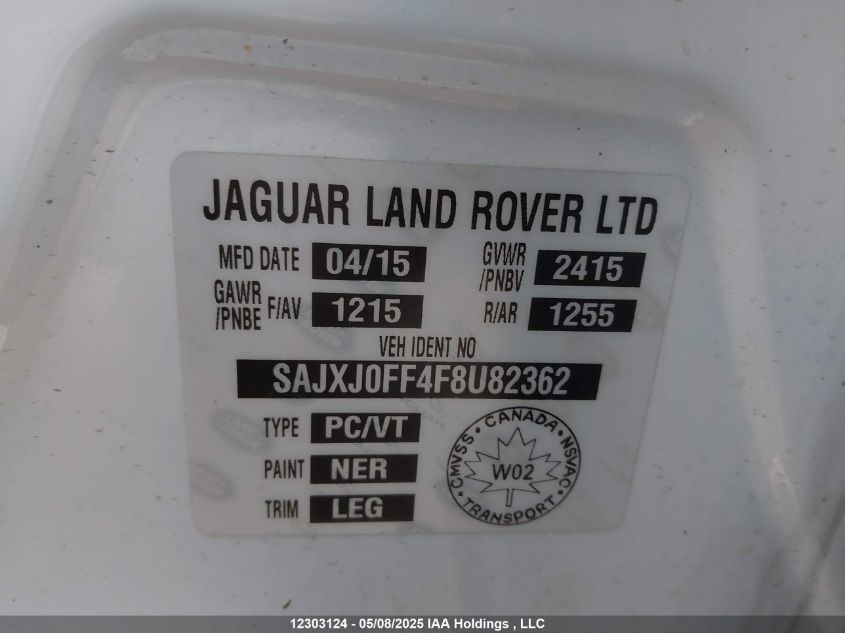 JAGUAR LAND ROVER LTD
MFD DATE 04/15 GVWR /PNBV 2415
GAWR /PNBE F/AV 1215 R/AR 1255
VEH IDENT NO
SAJXJ0FF4F8U82362
TYPE PC/VT
PAINT NER
TRIM LEG
CMVSS • CANADA • NSVAC • TRANSPORT •
W02
12303124 - 05/08/2025 IAA Holdings , LLC